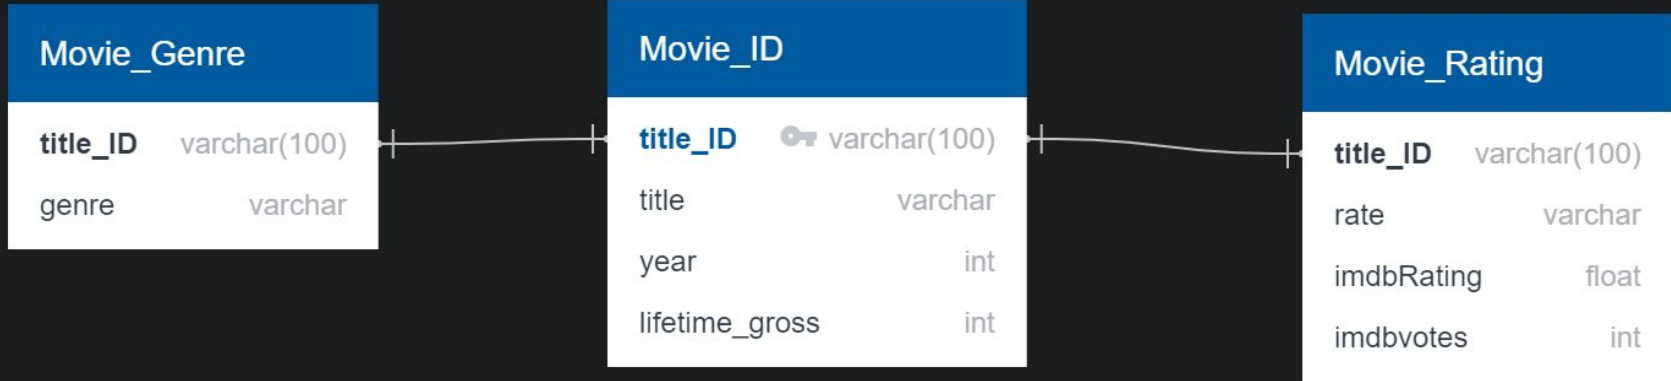 Movie_Genre
title_ID varchar(100)
genre varchar
Movie_ID
title_ID varchar(100)
title varchar
year int
lifetime_gross int
Movie_Rating
title_ID varchar(100)
rate varchar
imdbRating float
imdbvotes int